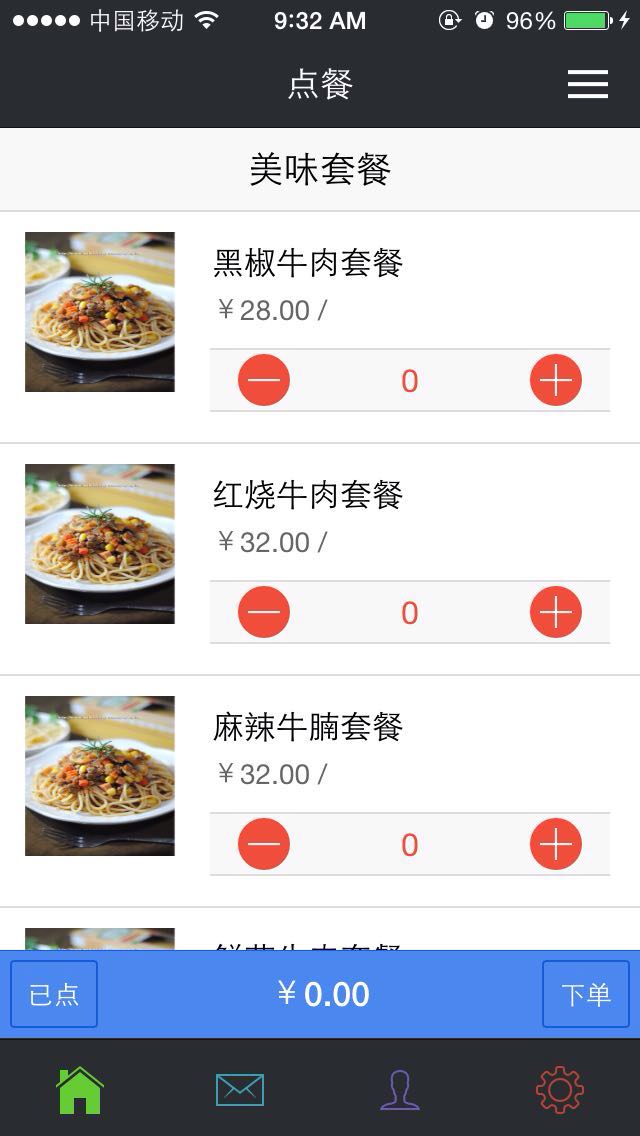 中国移动 9:32 AM 96%
点餐
美味套餐
黑椒牛肉套餐
¥28.00 /
0
红烧牛肉套餐
¥32.00 /
0
麻辣牛腩套餐
¥32.00 /
0
已点 ¥0.00 下单